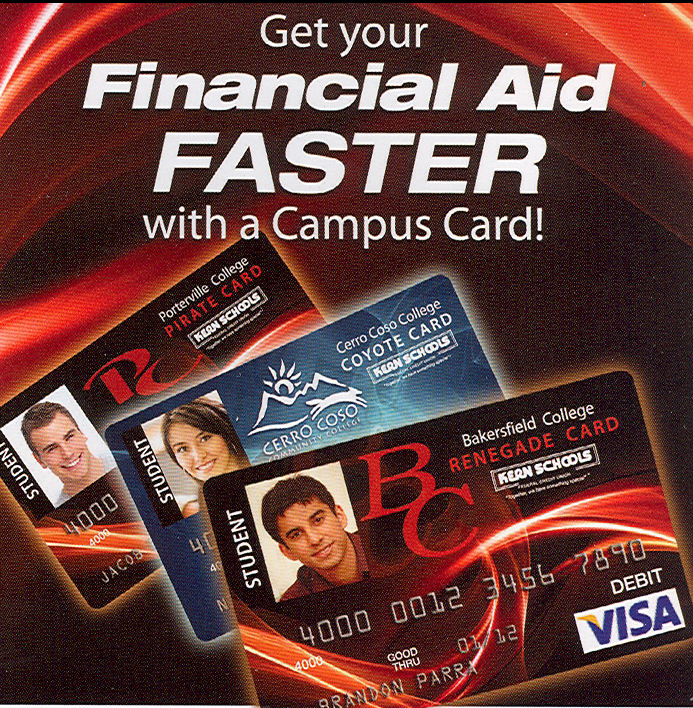 Get your
Financial Aid
FASTER
with a Campus Card!
Porterville College
PIRATE CARD
KERN SCHOOLS
PC
STUDENT
4000
4000
JACOB
Cerro Coso College
COYOTE CARD
KERN SCHOOLS
CERRO COSO
COMMUNITY COLLEGE
STUDENT
Bakersfield College
RENEGADE CARD
KERN SCHOOLS
FEDERAL CREDIT UNION
"Together, we have something special"
BC
STUDENT
4000 0012 3456 7890
4000
GOOD
THRU
01/12
DEBIT
VISA
BRANDON PARRA